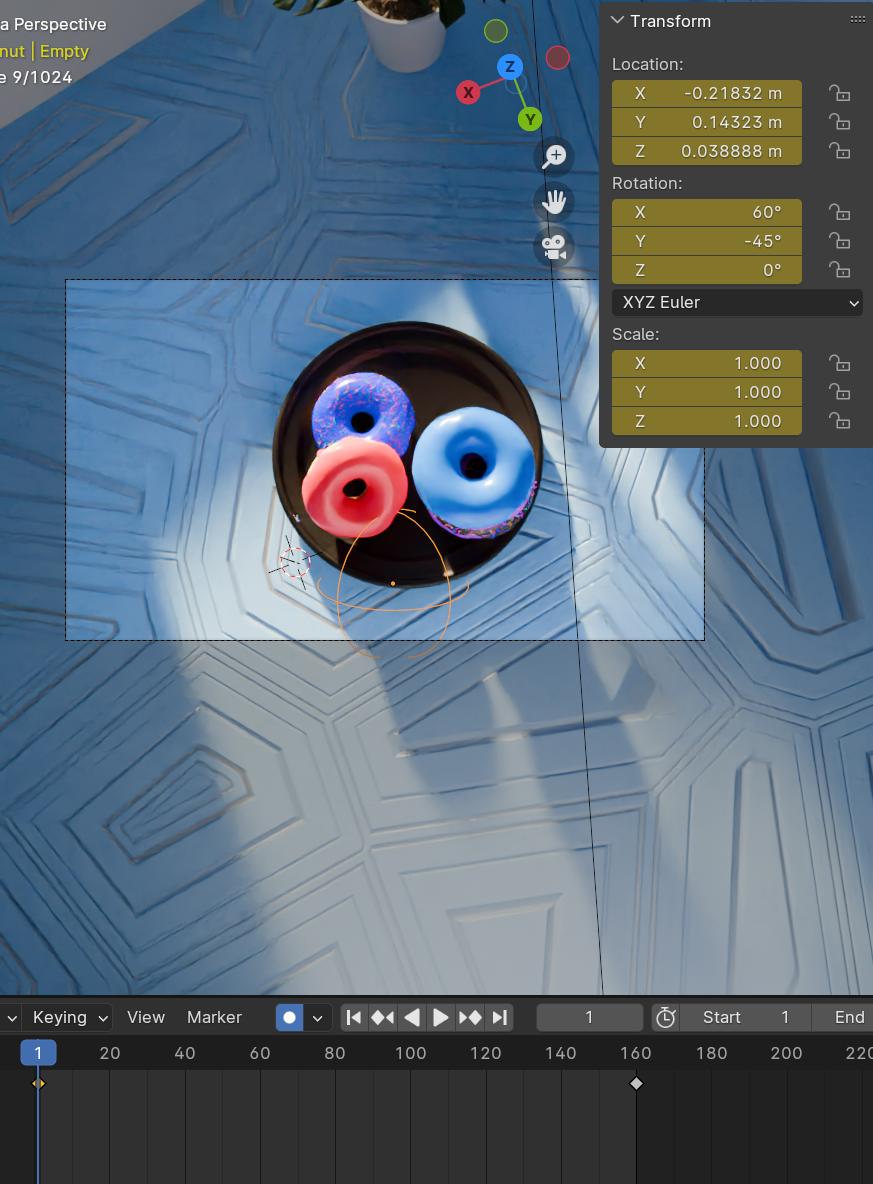 a Perspective
nut | Empty
e 9/1024
Z
X
Y
Transform
Location:
X -0.21832 m
Y 0.14323 m
Z 0.038888 m
Rotation:
X 60°
Y -45°
Z 0°
XYZ Euler
Scale:
X 1.000
Y 1.000
Z 1.000
Keying View Marker 1 Start 1 End
1 20 40 60 80 100 120 140 160 180 200 220